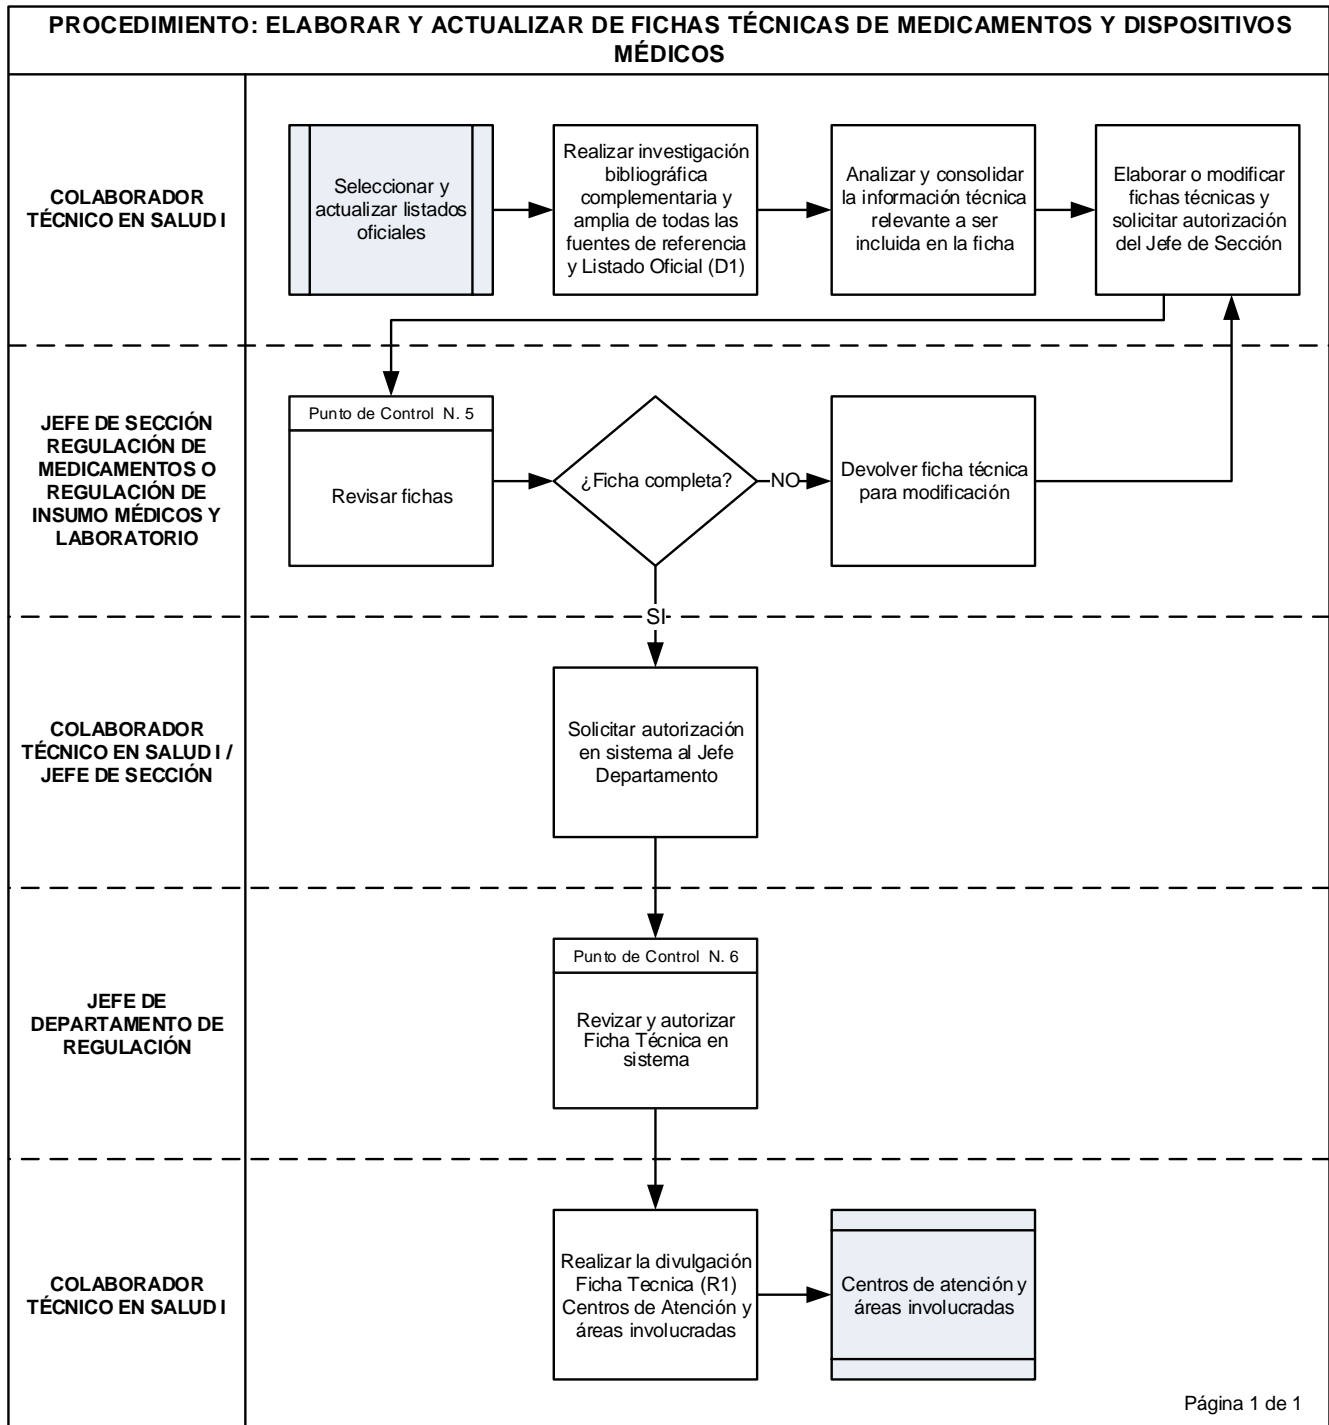 PROCEDIMIENTO: ELABORAR Y ACTUALIZAR DE FICHAS TÉCNICAS DE MEDICAMENTOS Y DISPOSITIVOS
MÉDICOS
COLABORADOR
TÉCNICO EN SALUD I
Seleccionar y
actualizar listados
oficiales
Realizar investigación
bibliográfica
complementaria y
amplia de todas las
fuentes de referencia
y Listado Oficial (D1)
Analizar y consolidar
la información técnica
relevante a ser
incluida en la ficha
Elaborar o modificar
fichas técnicas y
solicitar autorización
del Jefe de Sección
JEFE DE SECCIÓN
REGULACIÓN DE
MEDICAMENTOS O
REGULACIÓN DE
INSUMO MÉDICOS Y
LABORATORIO
Punto de Control N. 5
Revisar fichas
¿Ficha completa?
NO
Devolver ficha técnica
para modificación
SI
COLABORADOR
TÉCNICO EN SALUD I /
JEFE DE SECCIÓN
Solicitar autorización
en sistema al Jefe
Departamento
JEFE DE
DEPARTAMENTO DE
REGULACIÓN
Punto de Control N. 6
Revizar y autorizar
Ficha Técnica en
sistema
COLABORADOR
TÉCNICO EN SALUD I
Realizar la divulgación
Ficha Tecnica (R1)
Centros de Atención y
áreas involucradas
Centros de atención y
áreas involucradas
Página 1 de 1